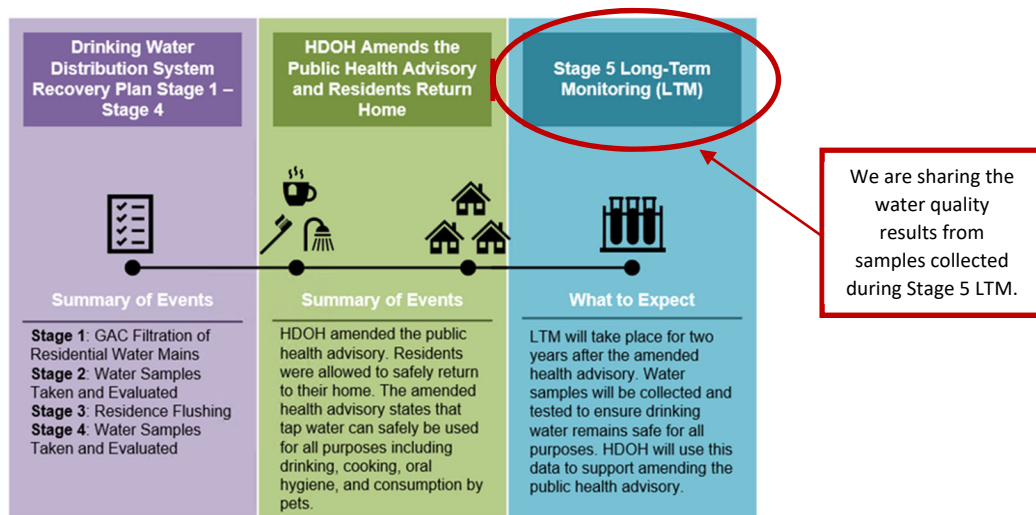 Drinking Water
Distribution System
Recovery Plan Stage 1 –
Stage 4
Summary of Events
Stage 1: GAC Filtration of
Residential Water Mains
Stage 2: Water Samples
Taken and Evaluated
Stage 3: Residence Flushing
Stage 4: Water Samples
Taken and Evaluated
HDOH Amends the
Public Health Advisory
and Residents Return
Home
Summary of Events
HDOH amended the public
health advisory. Residents
were allowed to safely return
to their home. The amended
health advisory states that
tap water can safely be used
for all purposes including
drinking, cooking, oral
hygiene, and consumption by
pets.
Stage 5 Long-Term
Monitoring (LTM)
What to Expect
LTM will take place for two
years after the amended
health advisory. Water
samples will be collected and
tested to ensure drinking
water remains safe for all
purposes. HDOH will use this
data to support amending the
public health advisory.
We are sharing the
water quality
results from
samples collected
during Stage 5 LTM.